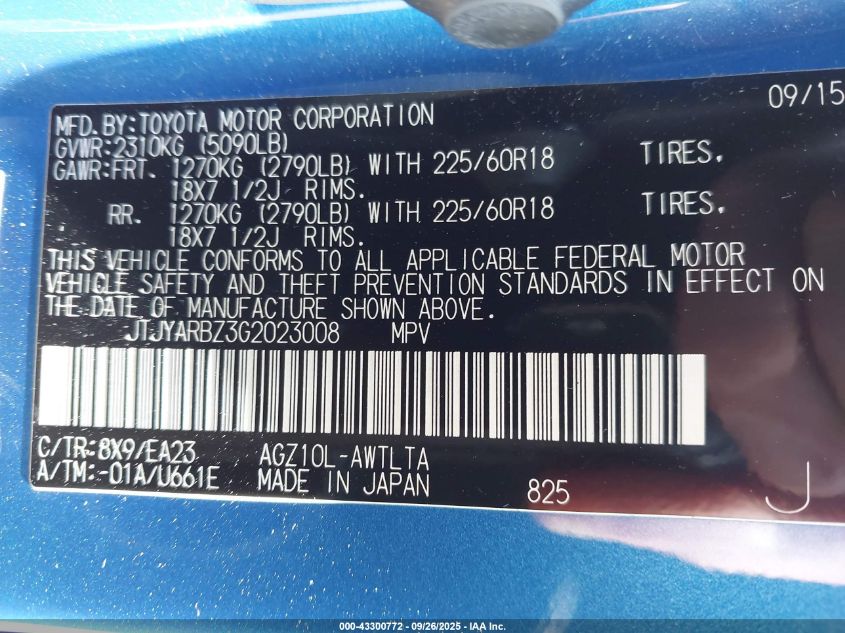 09/15
MFD.BY:TOYOTA MOTOR CORPORATION
GVWR:2310KG (5090LB)
GAWR:FRT. 1270KG (2790LB) WITH 225/60R18 TIRES.
18X7 1/2J RIMS.
RR. 1270KG (2790LB) WITH 225/60R18 TIRES.
18X7 1/2J RIMS.
THIS VEHICLE CONFORMS TO ALL APPLICABLE FEDERAL MOTOR
VEHICLE SAFETY AND THEFT PREVENTION STANDARDS IN EFFECT ON
THE DATE OF MANUFACTURE SHOWN ABOVE.
JTJYARBZ3G2023008 MPV
C/TR:8X9/EA23 AGZ10L-AWTLTA
A/TM:-01A/U661E MADE IN JAPAN 825 J
000-43300772 - 09/26/2025 - IAA Inc.